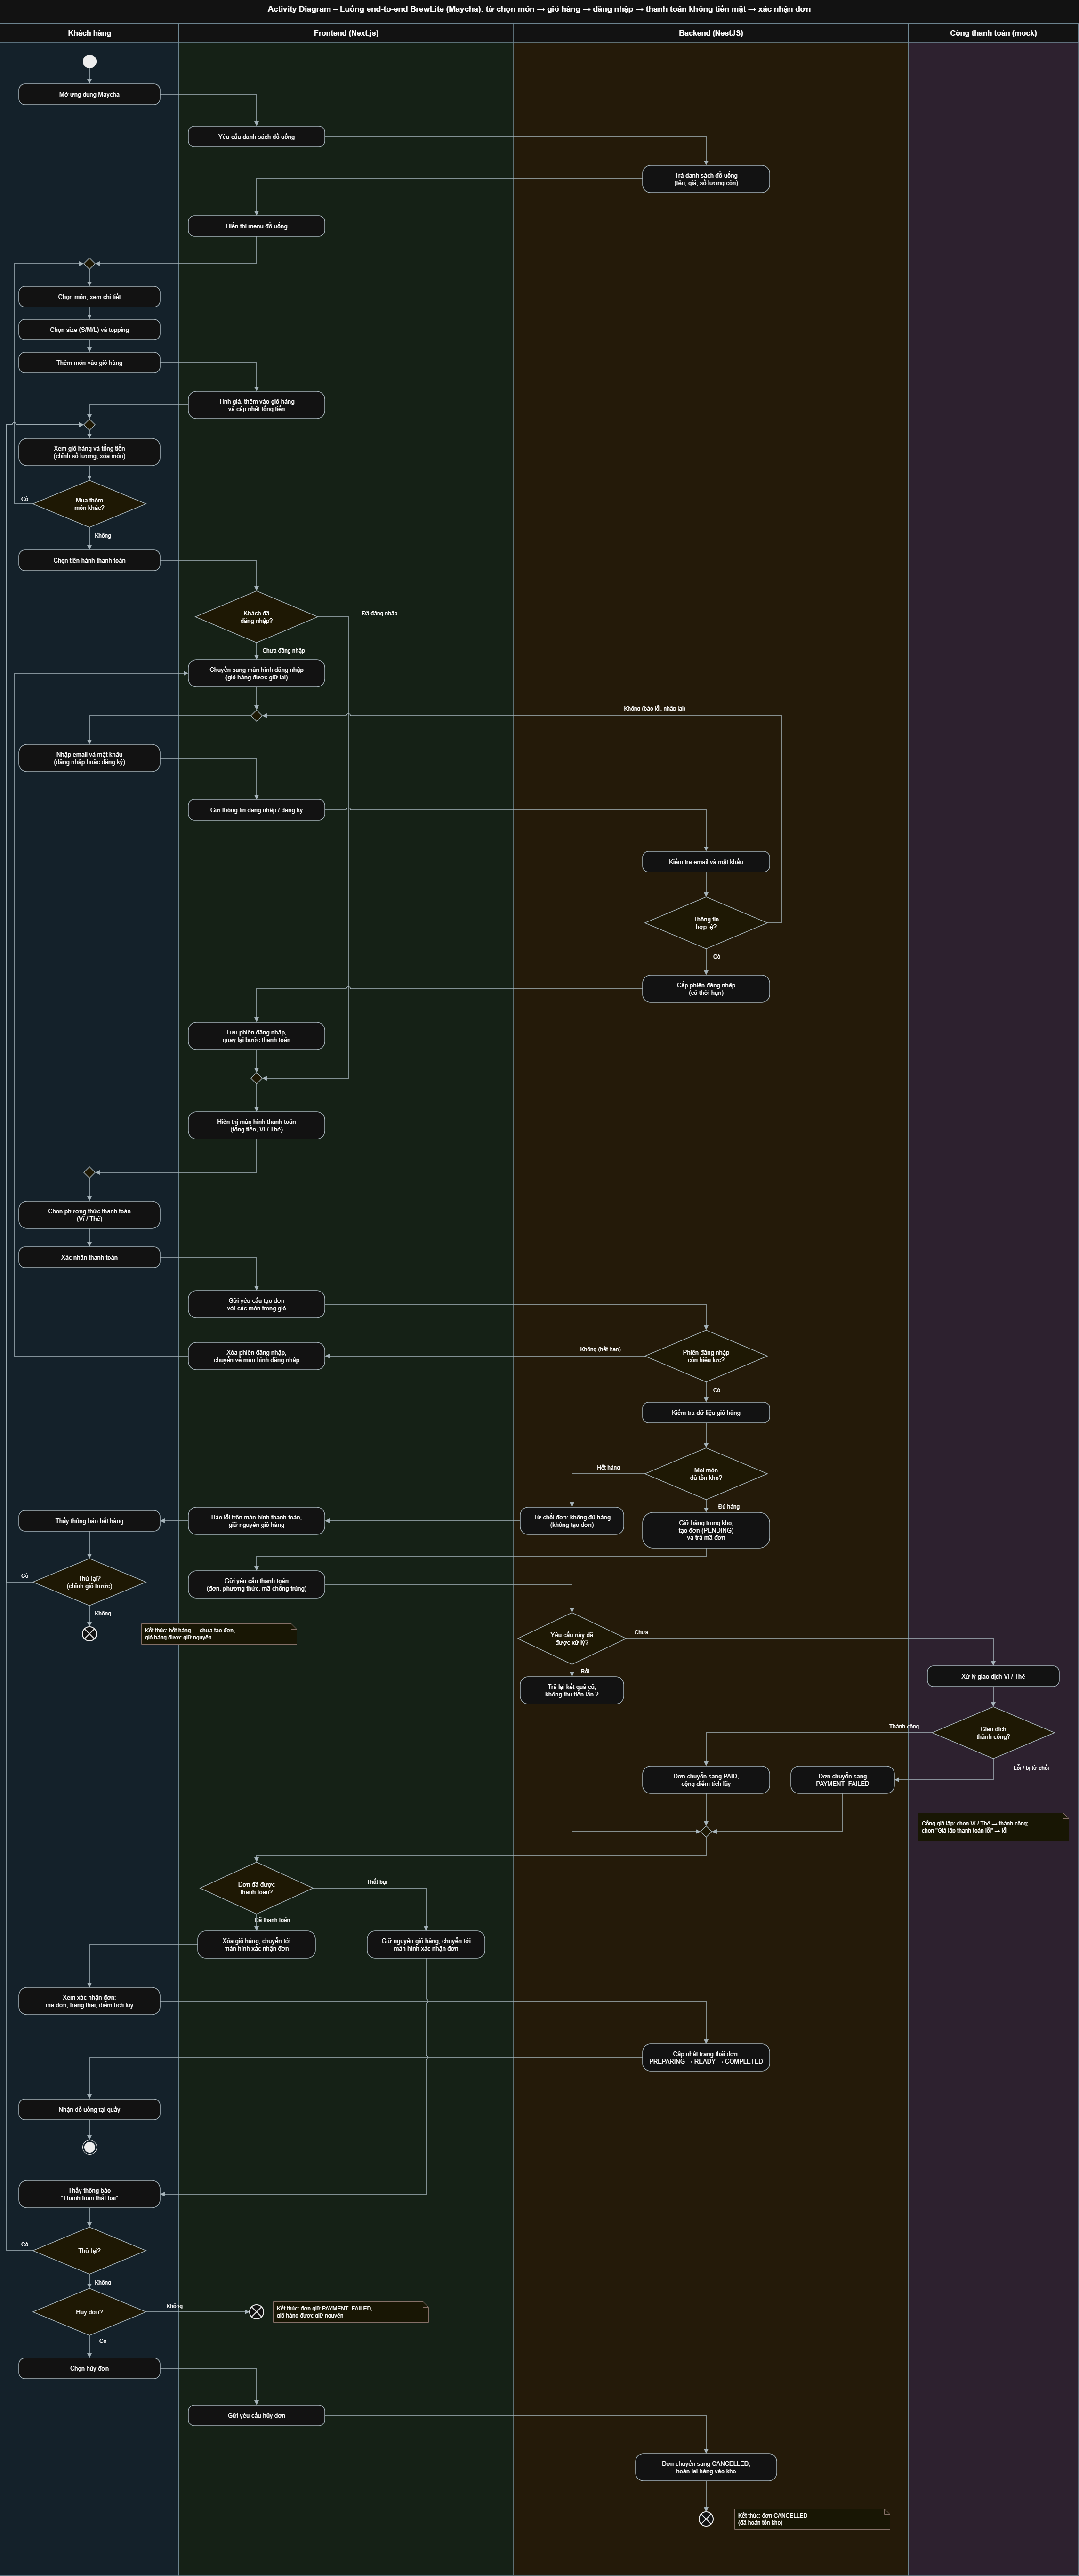 Activity Diagram – Luồng end-to-end BrewLite (Maycha): từ chọn món → giỏ hàng → đăng nhập → thanh toán không tiền mặt → xác nhận đơn
Khách hàng
Frontend (Next.js)
Backend (NestJS)
Cổng thanh toán (mock)
Mở ứng dụng Maycha
Yêu cầu danh sách đồ uống
Trả danh sách đồ uống
(tên, giá, số lượng còn)
Hiển thị menu đồ uống
Chọn món, xem chi tiết
Chọn size (S/M/L) và topping
Thêm món vào giỏ hàng
Tính giá, thêm vào giỏ hàng
và cập nhật tổng tiền
Xem giỏ hàng và tổng tiền
(chỉnh số lượng, xóa món)
Có
Mua thêm
món khác?
Không
Chọn tiến hành thanh toán
Khách đã
đăng nhập?
Đã đăng nhập
Chưa đăng nhập
Chuyển sang màn hình đăng nhập
(giỏ hàng được giữ lại)
Không (báo lỗi, nhập lại)
Nhập email và mật khẩu
(đăng nhập hoặc đăng ký)
Gửi thông tin đăng nhập / đăng ký
Kiểm tra email và mật khẩu
Thông tin
hợp lệ?
Có
Cấp phiên đăng nhập
(có thời hạn)
Lưu phiên đăng nhập,
quay lại bước thanh toán
Hiển thị màn hình thanh toán
(tổng tiền, Ví / Thẻ)
Chọn phương thức thanh toán
(Ví / Thẻ)
Xác nhận thanh toán
Gửi yêu cầu tạo đơn
với các món trong giỏ
Xóa phiên đăng nhập,
chuyển về màn hình đăng nhập
Không (hết hạn)
Phiên đăng nhập
còn hiệu lực?
Có
Kiểm tra dữ liệu giỏ hàng
Hết hàng
Mọi món
đủ tồn kho?
Đủ hàng
Thấy thông báo hết hàng
Báo lỗi trên màn hình thanh toán,
giữ nguyên giỏ hàng
Từ chối đơn: không đủ hàng
(không tạo đơn)
Giữ hàng trong kho,
tạo đơn (PENDING)
và trả mã đơn
Có
Thử lại?
(chỉnh giỏ trước)
Không
Gửi yêu cầu thanh toán
(đơn, phương thức, mã chống trùng)
Kết thúc: hết hàng — chưa tạo đơn,
giỏ hàng được giữ nguyên
Yêu cầu này đã
được xử lý?
Chưa
Rồi
Xử lý giao dịch Ví / Thẻ
Trả lại kết quả cũ,
không thu tiền lần 2
Thành công
Giao dịch
thành công?
Lỗi / bị từ chối
Đơn chuyển sang PAID,
cộng điểm tích lũy
Đơn chuyển sang
PAYMENT_FAILED
Cổng giả lập: chọn Ví / Thẻ → thành công;
chọn "Giả lập thanh toán lỗi" → lỗi
Đơn đã được
thanh toán?
Thất bại
Đã thanh toán
Xóa giỏ hàng, chuyển tới
màn hình xác nhận đơn
Giữ nguyên giỏ hàng, chuyển tới
màn hình xác nhận đơn
Xem xác nhận đơn:
mã đơn, trạng thái, điểm tích lũy
Cập nhật trạng thái đơn:
PREPARING → READY → COMPLETED
Nhận đồ uống tại quầy
Thấy thông báo
"Thanh toán thất bại"
Có
Thử lại?
Không
Hủy đơn?
Không
Kết thúc: đơn giữ PAYMENT_FAILED,
giỏ hàng được giữ nguyên
Có
Chọn hủy đơn
Gửi yêu cầu hủy đơn
Đơn chuyển sang CANCELLED,
hoàn lại hàng vào kho
Kết thúc: đơn CANCELLED
(đã hoàn tồn kho)